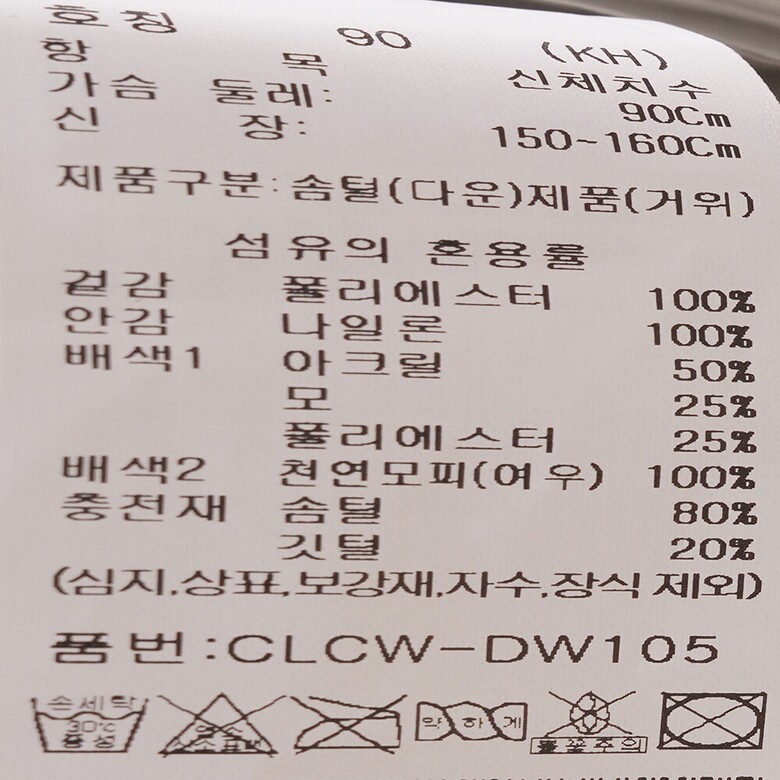 호칭 90 (KH)
항 목 신체치수
가슴 둘레: 90Cm
신 장: 150~160Cm
제품구분:솜털(다운)제품(거위)
섬유의 혼용률
겉감 폴리에스터 100%
안감 나일론 100%
배색1 아크릴 50%
모 25%
폴리에스터 25%
배색2 천연모피(여우) 100%
충전재 솜털 80%
깃털 20%
(심지,상표,보강재,자수,장식 제외)
품번:CLCW-DW105
손세탁 약하게
30℃
중성 산소표백 불꽃주의